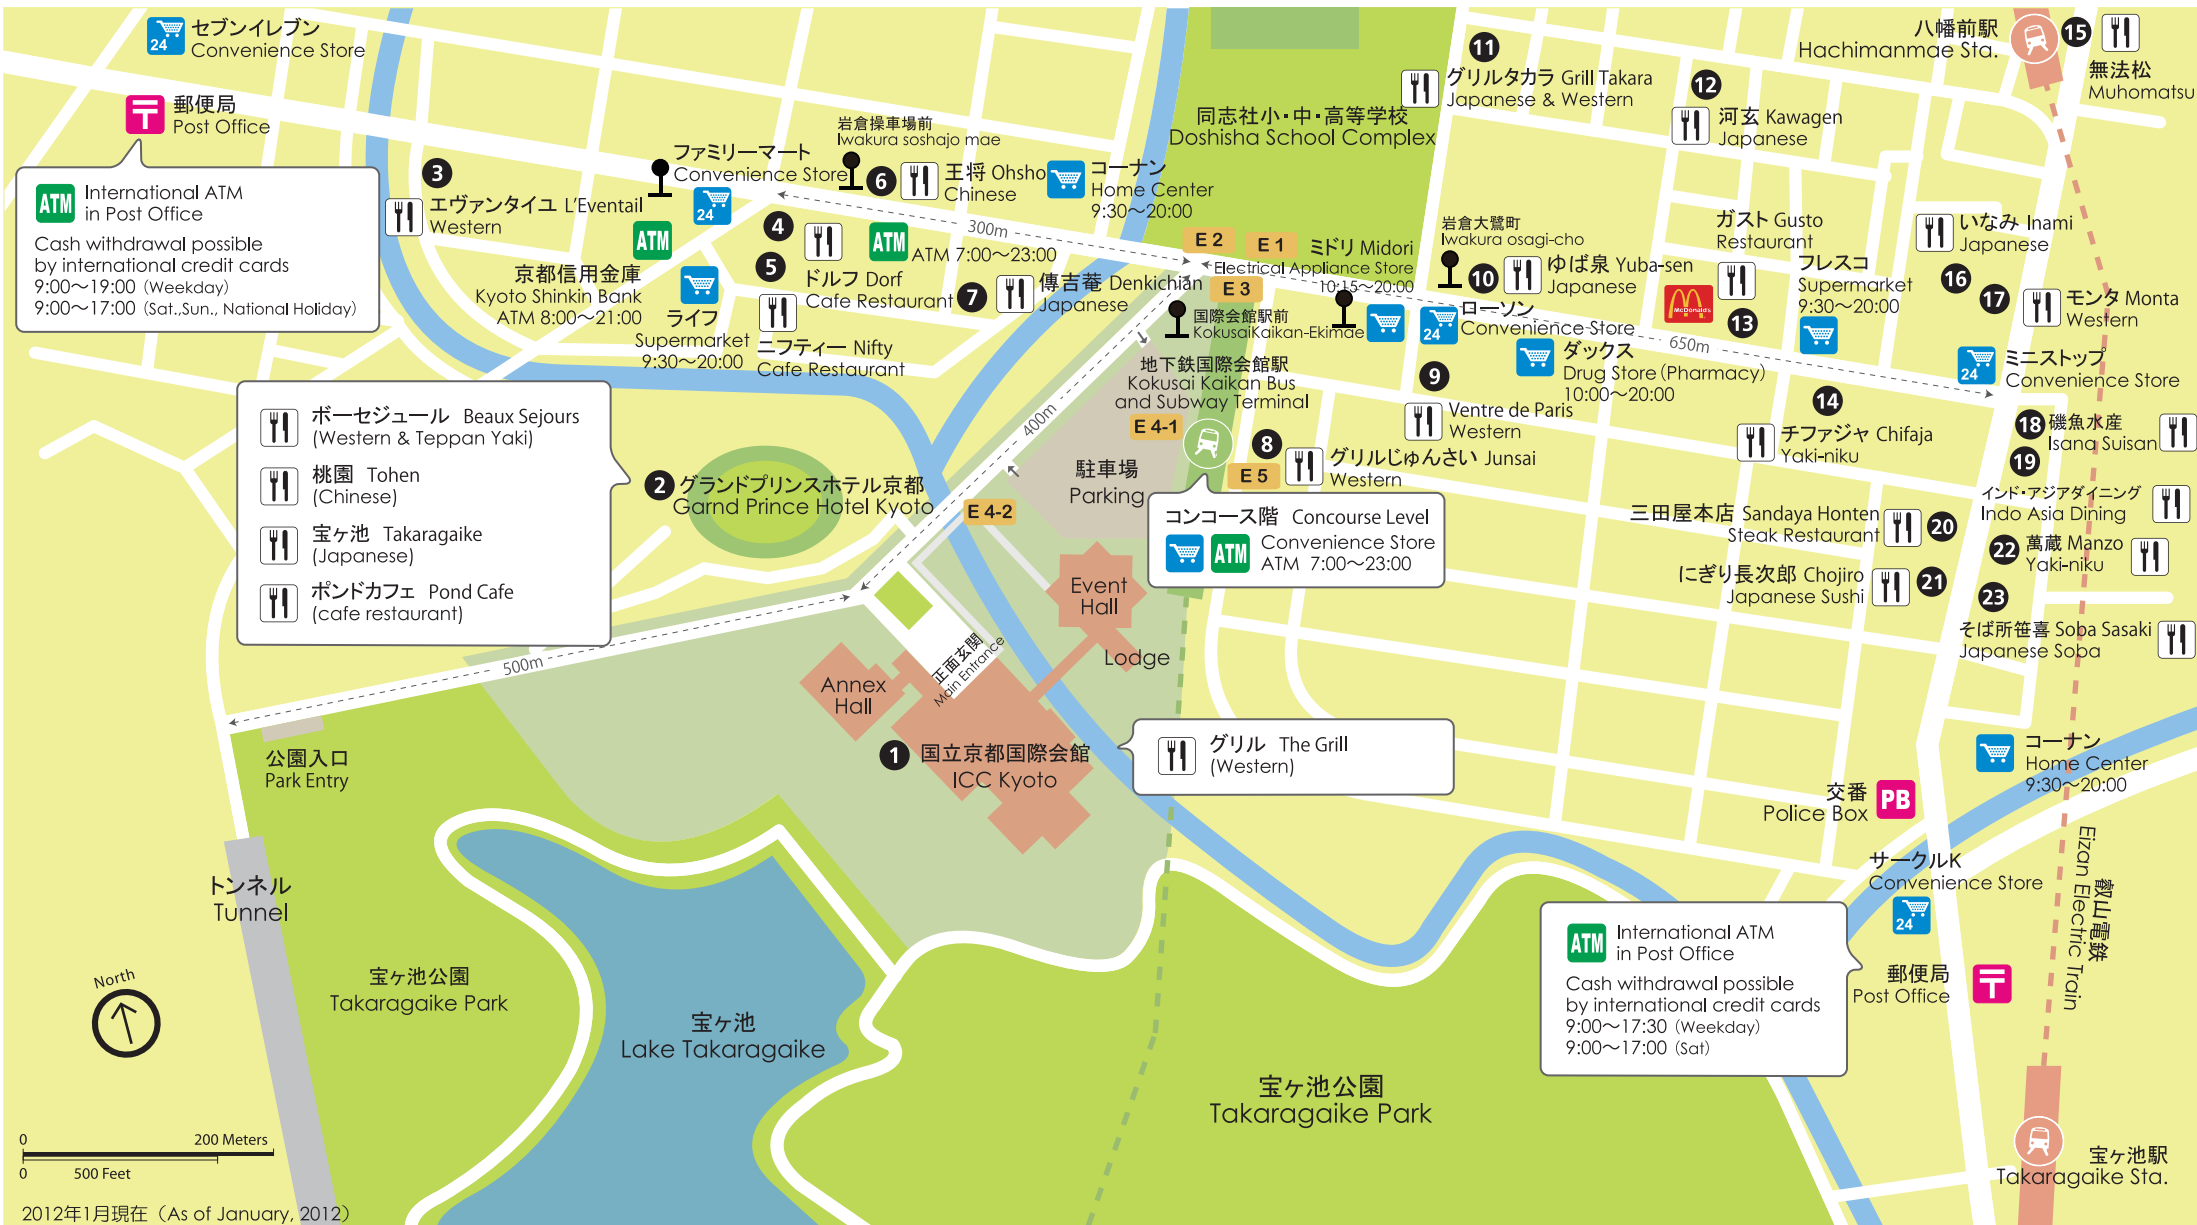 セブンイレブン
Convenience Store
24
郵便局
Post Office
ATM
International ATM
in Post Office
Cash withdrawal possible
by international credit cards
9:00〜19:00 (Weekday)
9:00〜17:00 (Sat.,Sun., National Holiday)
3
エヴァンタイユ L'Eventail
Western
ファミリーマート
Convenience Store
24
岩倉操車場前
Iwakura soshajo mae
6
王将 Ohsho
Chinese
コーナン
Home Center
9:30〜20:00
ATM
京都信用金庫
Kyoto Shinkin Bank
ATM 8:00〜21:00
ライフ
Supermarket
9:30〜20:00
4
5
ドルフ Dorf
Cafe Restaurant
ニフティー Nifty
Cafe Restaurant
ATM
ATM 7:00〜23:00
7
傳吉菴 Denkichian
Japanese
300m
同志社小・中・高等学校
Doshisha School Complex
E 2
E 1
E 3
ミドリ Midori
Electrical Appliance Store
10:15〜20:00
国際会館駅前
KokusaiKaikan-Ekimae
地下鉄国際会館駅
Kokusai Kaikan Bus
and Subway Terminal
E 4-1
400m
駐車場
Parking
E 5
E 4-2
8
グリルじゅんさい Junsai
Western
コンコース階 Concourse Level
ATM
Convenience Store
ATM 7:00〜23:00
11
グリルタカラ Grill Takara
Japanese & Western
12
河玄 Kawagen
Japanese
八幡前駅
Hachimanmae Sta.
15
無法松
Muhomatsu
岩倉大鷺町
Iwakura osagi-cho
10
ゆば泉 Yuba-sen
Japanese
24
ローソン
Convenience Store
ダックス
Drug Store (Pharmacy)
10:00〜20:00
9
Ventre de Paris
Western
ガスト Gusto
Restaurant
McDonald's
13
フレスコ
Supermarket
9:30〜20:00
650m
いなみ Inami
Japanese
16
17
モンタ Monta
Western
24
ミニストップ
Convenience Store
14
チファジャ Chifaja
Yaki-niku
18
磯魚水産
Isana Suisan
19
インド・アジアダイニング
Indo Asia Dining
三田屋本店 Sandaya Honten
Steak Restaurant
20
にぎり長次郎 Chojiro
Japanese Sushi
21
22
萬蔵 Manzo
Yaki-niku
23
そば所笹喜 Soba Sasaki
Japanese Soba
ボーセジュール Beaux Sejours
(Western & Teppan Yaki)
桃園 Tohen
(Chinese)
宝ヶ池 Takaragaike
(Japanese)
ポンドカフェ Pond Cafe
(cafe restaurant)
2
グランドプリンスホテル京都
Garnd Prince Hotel Kyoto
500m
Event
Hall
Lodge
正面玄関
Main Entrance
Annex
Hall
1
国立京都国際会館
ICC Kyoto
グリル The Grill
(Western)
公園入口
Park Entry
トンネル
Tunnel
宝ヶ池公園
Takaragaike Park
宝ヶ池
Lake Takaragaike
宝ヶ池公園
Takaragaike Park
コーナン
Home Center
9:30〜20:00
交番
Police Box
PB
サークルK
Convenience Store
24
叡山電鉄
Eizan Electric Train
ATM
International ATM
in Post Office
Cash withdrawal possible
by international credit cards
9:00〜17:30 (Weekday)
9:00〜17:00 (Sat)
郵便局
Post Office
宝ヶ池駅
Takaragaike Sta.
North
0 200 Meters
0 500 Feet
2012年1月現在（As of January, 2012）